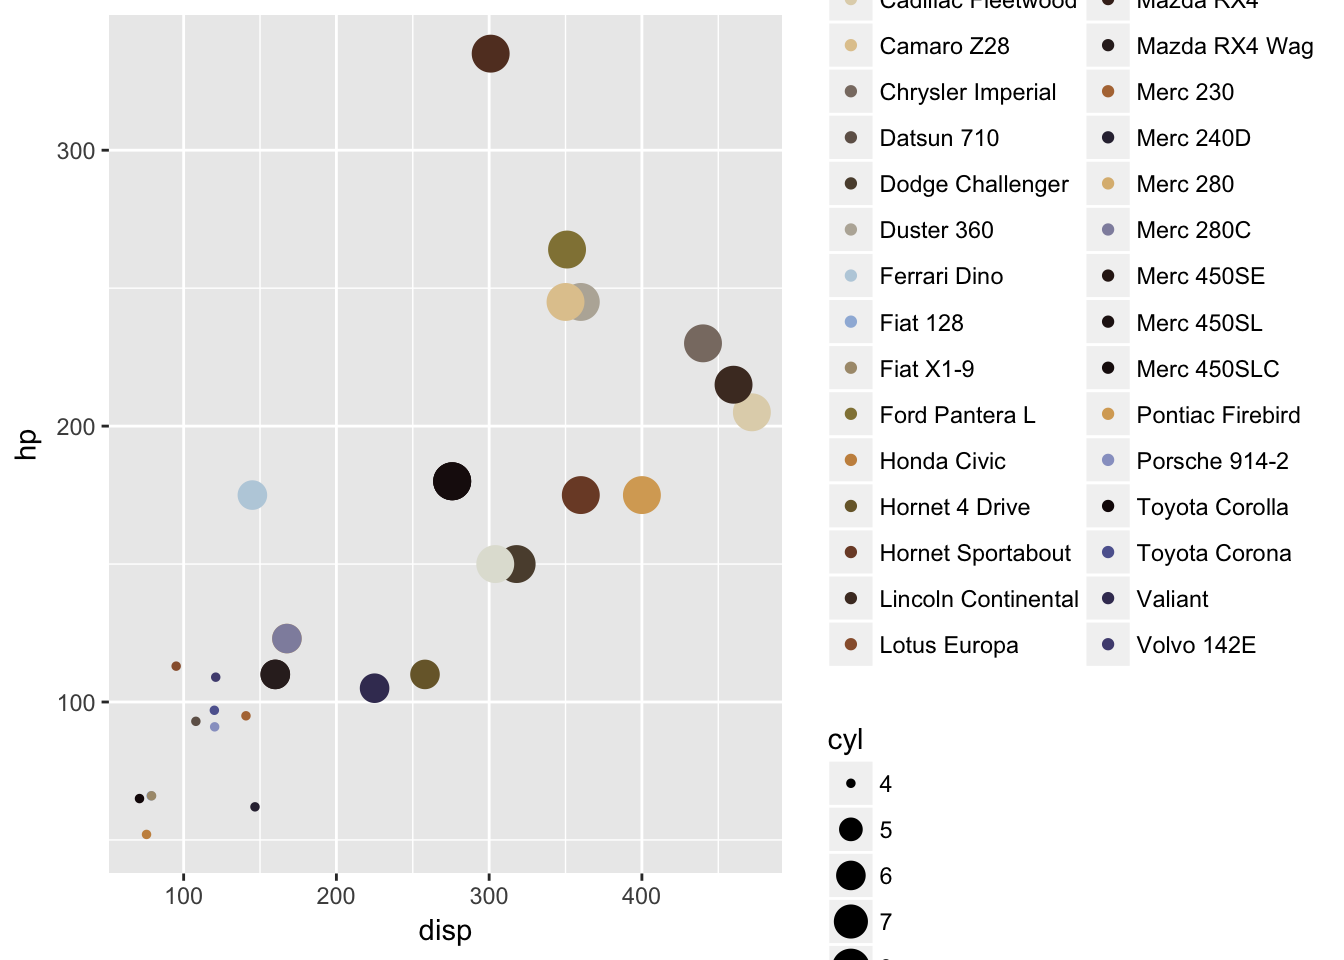 300
200
100
hp
100 200 300 400
disp
Cadillac Fleetwood
Camaro Z28
Chrysler Imperial
Datsun 710
Dodge Challenger
Duster 360
Ferrari Dino
Fiat 128
Fiat X1-9
Ford Pantera L
Honda Civic
Hornet 4 Drive
Hornet Sportabout
Lincoln Continental
Lotus Europa
Mazda RX4
Mazda RX4 Wag
Merc 230
Merc 240D
Merc 280
Merc 280C
Merc 450SE
Merc 450SL
Merc 450SLC
Pontiac Firebird
Porsche 914-2
Toyota Corolla
Toyota Corona
Valiant
Volvo 142E
cyl
4
5
6
7